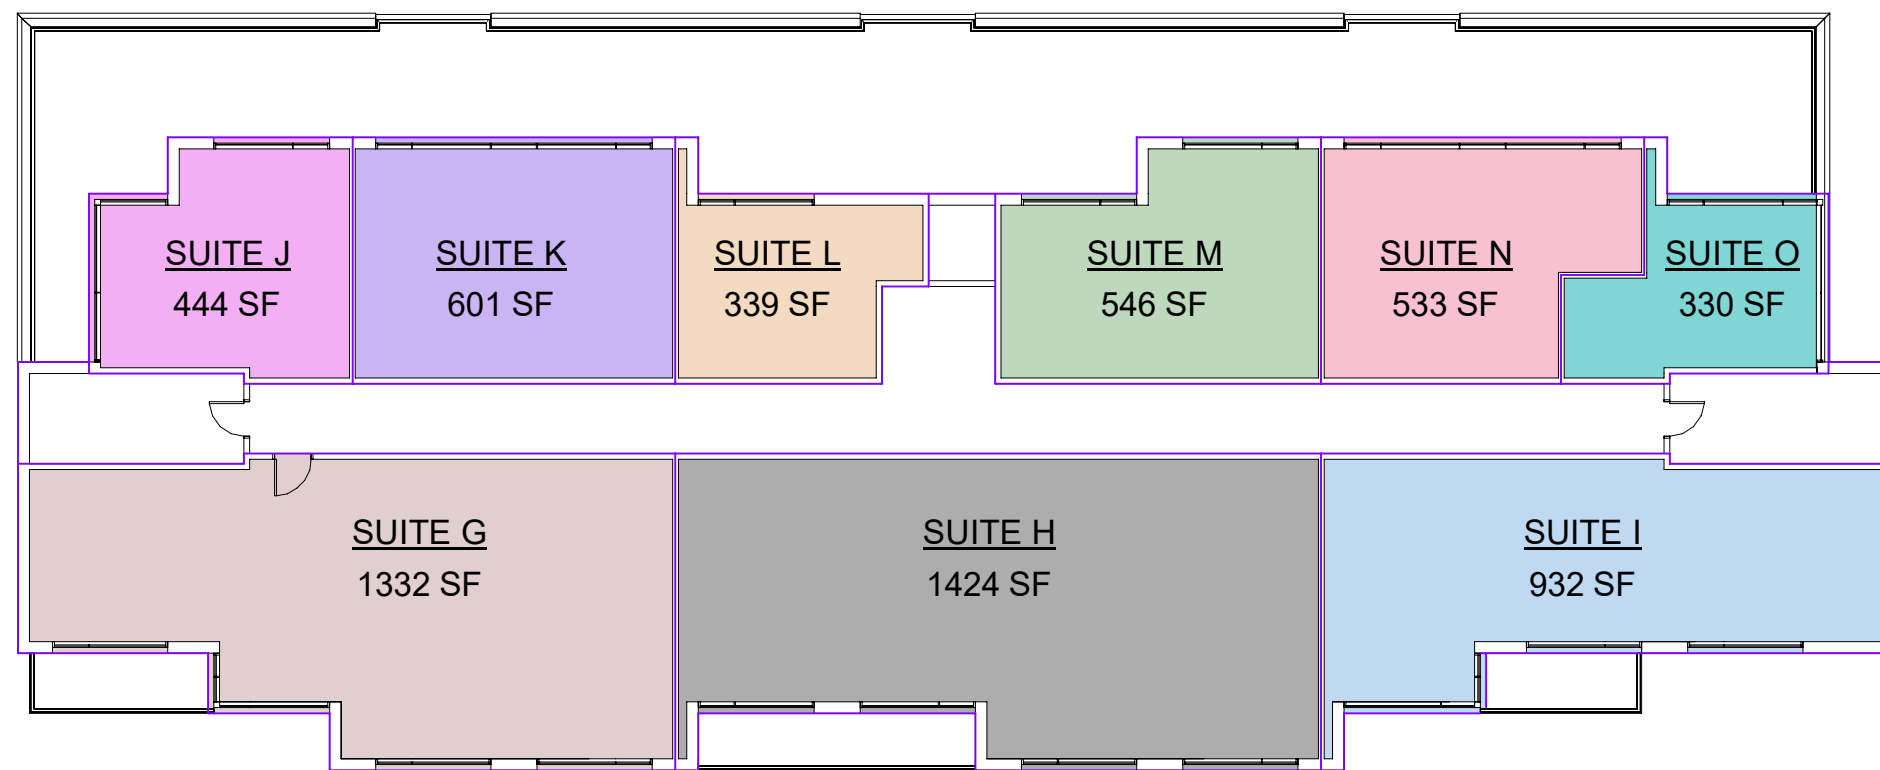 SUITE J
444 SF
SUITE K
601 SF
SUITE L
339 SF
SUITE M
546 SF
SUITE N
533 SF
SUITE O
330 SF
SUITE G
1332 SF
SUITE H
1424 SF
SUITE I
932 SF